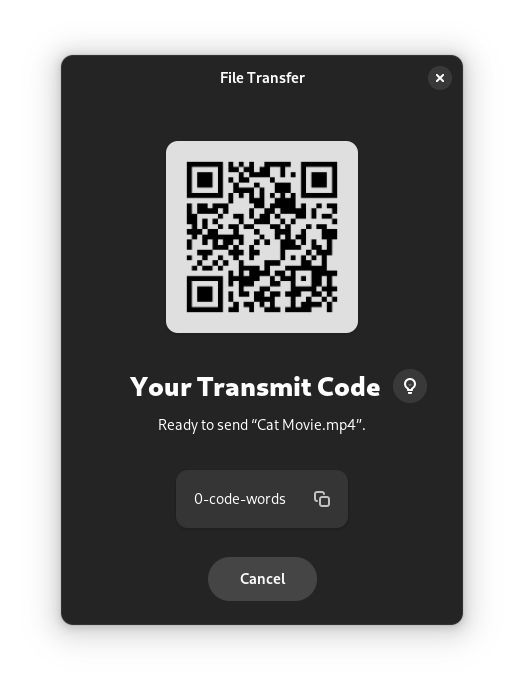 File Transfer
Your Transmit Code
Ready to send “Cat Movie.mp4”.
0-code-words
Cancel